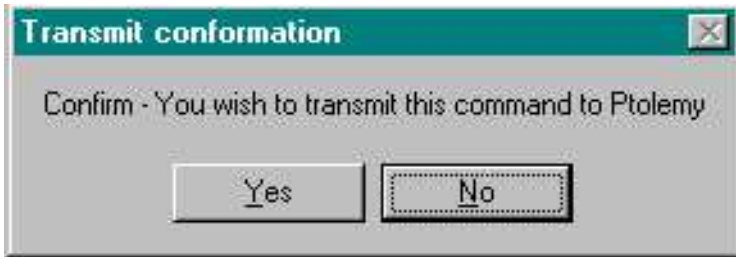 Transmit conformation
Confirm - You wish to transmit this command to Ptolemy
Yes No